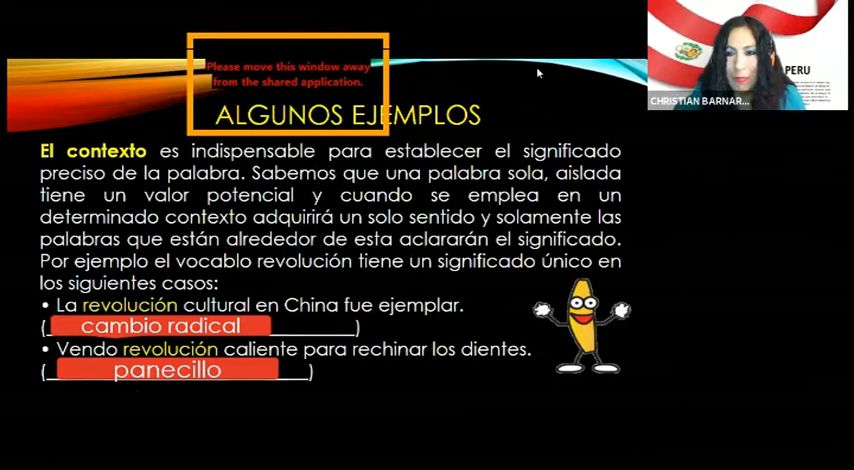 Please move this window away
from the shared application.
PERU
CHRISTIAN BARNAR...
ALGUNOS EJEMPLOS
El contexto es indispensable para establecer el significado
preciso de la palabra. Sabemos que una palabra sola, aislada
tiene un valor potencial y cuando se emplea en un
determinado contexto adquirirá un solo sentido y solamente las
palabras que están alrededor de esta aclararán el significado.
Por ejemplo el vocablo revolución tiene un significado único en
los siguientes casos:
• La revolución cultural en China fue ejemplar.
(_cambio radical________)
• Vendo revolución caliente para rechinar los dientes.
(_panecillo___)